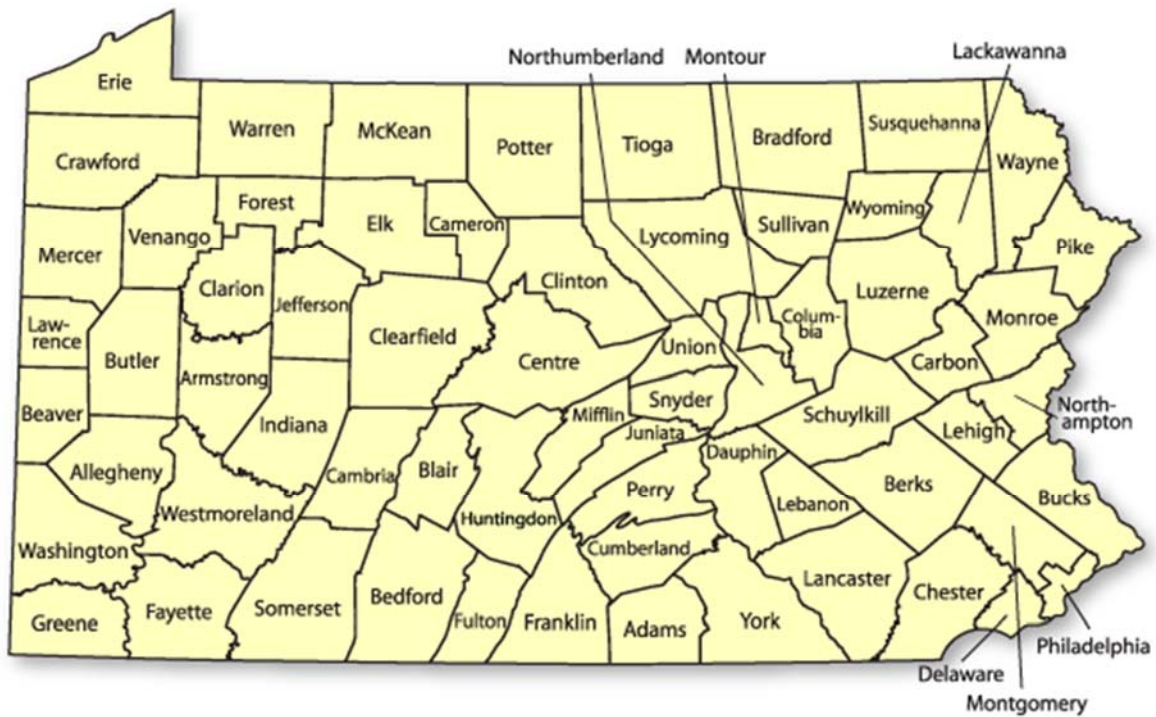 Northumberland
Montour
Lackawanna
Erie
Warren
McKean
Potter
Tioga
Bradford
Susquehanna
Wayne
Crawford
Forest
Elk
Cameron
Lycoming
Sullivan
Wyoming
Pike
Mercer
Venango
Clarion
Jefferson
Clinton
Luzerne
Monroe
Law-
rence
Butler
Clearfield
Centre
Union
Colum-
bia
Carbon
Armstrong
Beaver
Indiana
Mifflin
Snyder
Juniata
Schuylkill
North-
ampton
Lehigh
Allegheny
Cambria
Blair
Dauphin
Perry
Berks
Bucks
Westmoreland
Huntingdon
Lebanon
Washington
Cumberland
Lancaster
Chester
Greene
Fayette
Somerset
Bedford
Fulton
Franklin
Adams
York
Philadelphia
Delaware
Montgomery